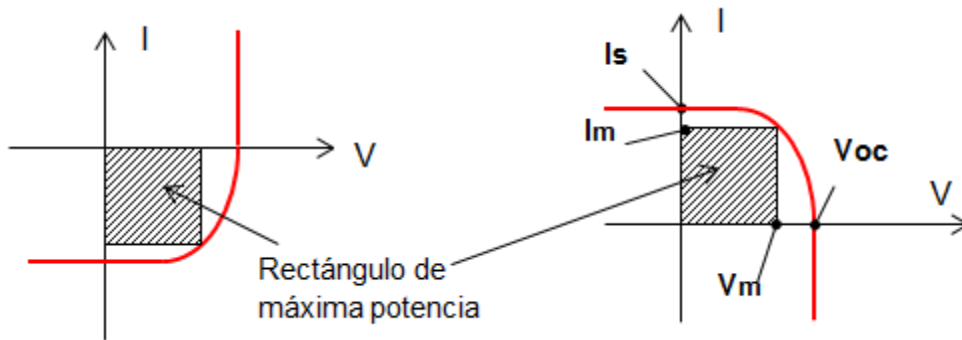 I
V
Rectángulo de
máxima potencia
I
Is
Im
Voc
V
Vm